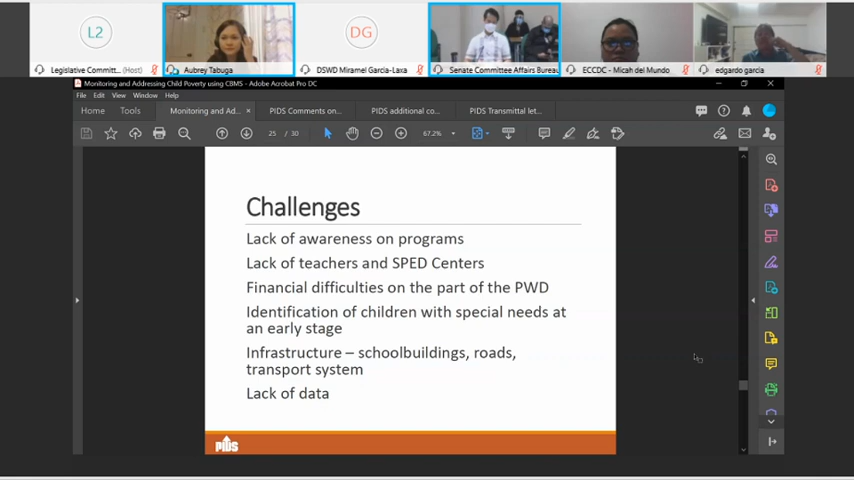 L2
DG
Legislative Committ... (Host)
Aubrey Tabuga
DSWD Miramel Garcia-Laxa
Senate Committee Affairs Bureau
ECCDC - Micah del Mundo
edgardo garcia
Monitoring and Addressing Child Poverty using CBMS - Adobe Acrobat Pro DC
File Edit View Window Help
Home Tools Monitoring and Ad... × PIDS Comments on... PIDS additional co... PIDS Transmittal let...
25 / 30 67.2%
Challenges
Lack of awareness on programs
Lack of teachers and SPED Centers
Financial difficulties on the part of the PWD
Identification of children with special needs at
an early stage
Infrastructure – schoolbuildings, roads,
transport system
Lack of data
PIDS